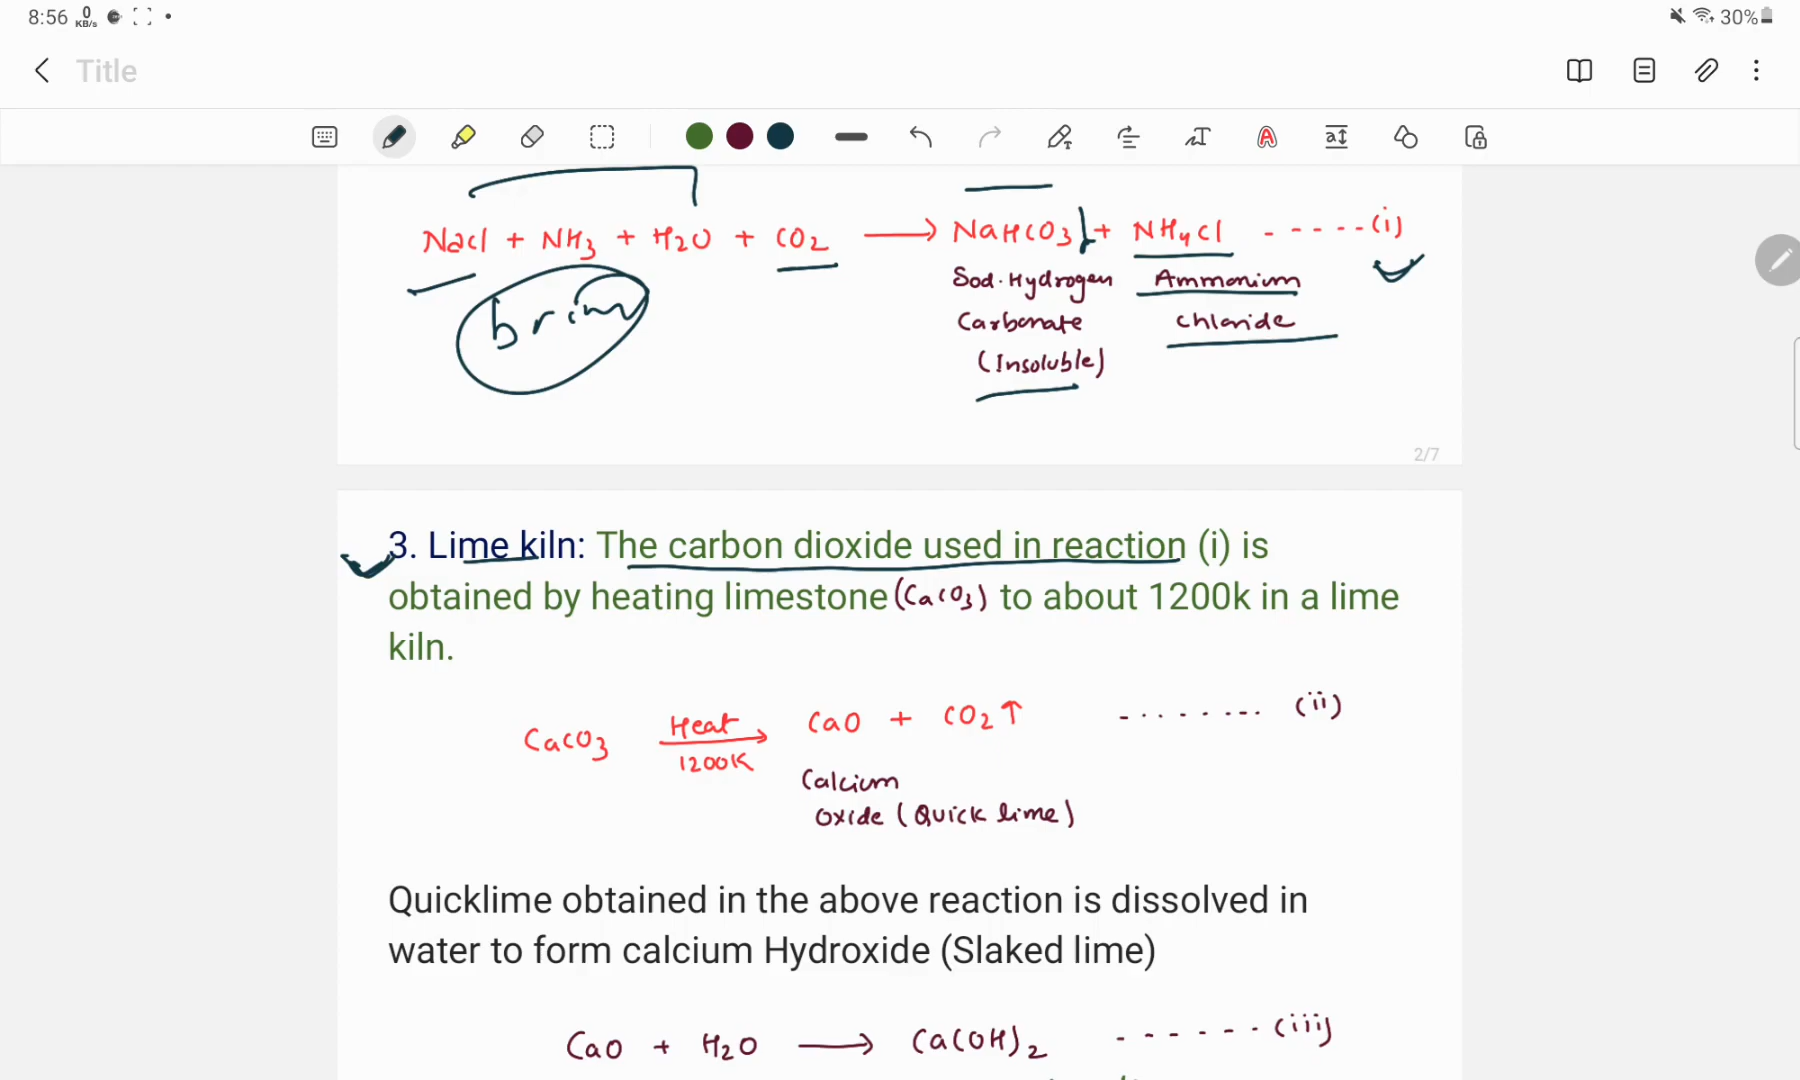 8:56 0 KB/s 30%
Title
NaCl + NH3 + H2O + CO2 → NaHCO3↓ + NH4Cl -----(i)
Sod. Hydrogen Ammonium
Carbonate chloride
(Insoluble)
brine
2/7
3. Lime kiln: The carbon dioxide used in reaction (i) is
obtained by heating limestone (CaCO3) to about 1200k in a lime
kiln.
CaCO3 Heat 1200K → CaO + CO2↑ -------- (ii)
Calcium
oxide (Quick lime)
Quicklime obtained in the above reaction is dissolved in
water to form calcium Hydroxide (Slaked lime)
CaO + H2O → Ca(OH)2 ------(iii)